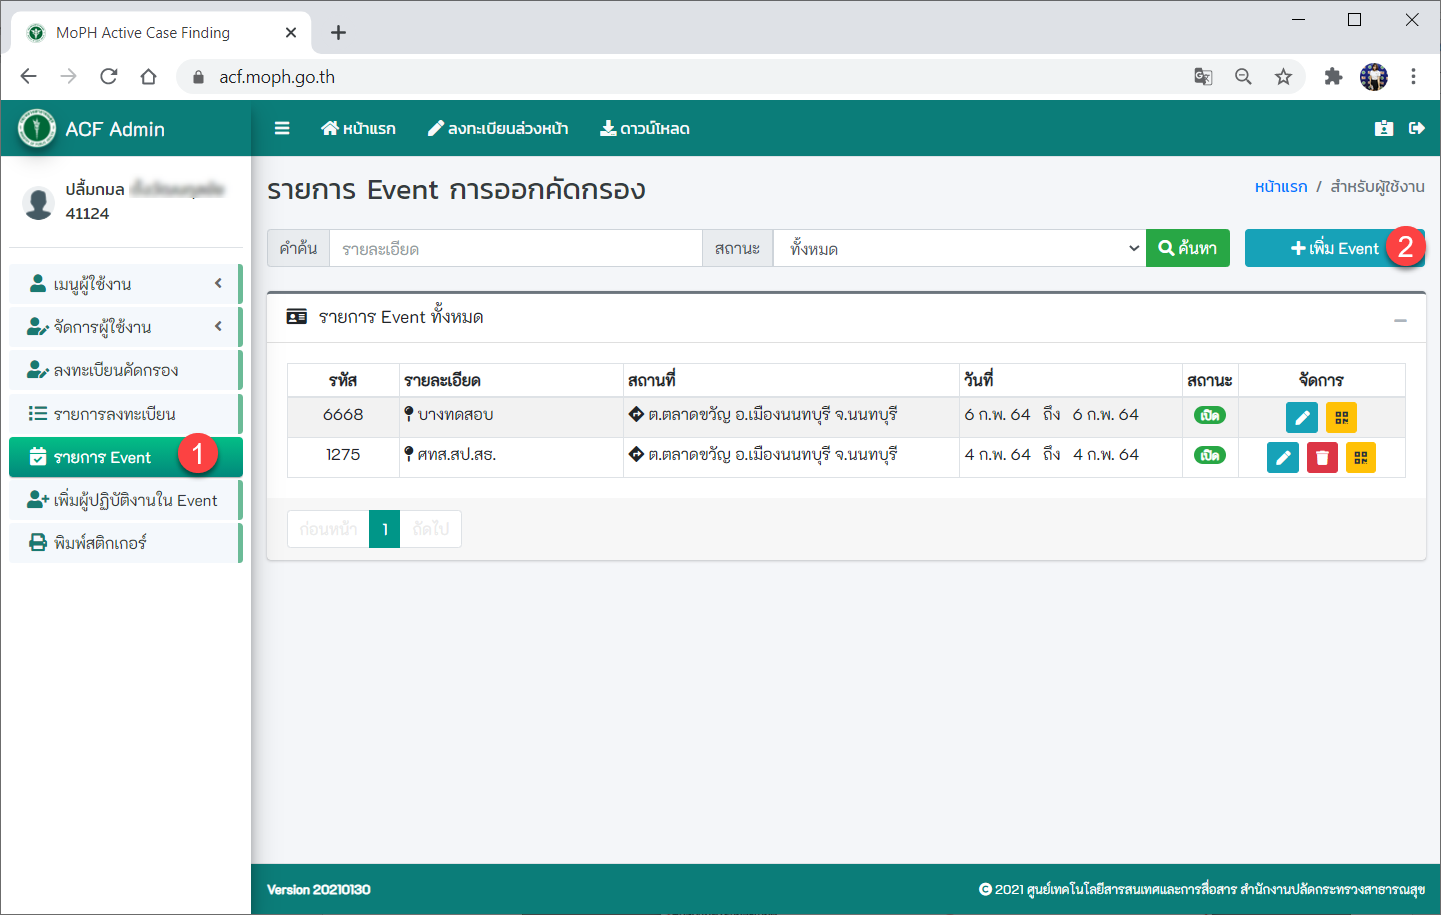 MoPH Active Case Finding
acf.moph.go.th
ACF Admin
หน้าแรก ลงทะเบียนล่วงหน้า ดาวน์โหลด
ปลื้มกมล
41124
เมนูผู้ใช้งาน
จัดการผู้ใช้งาน
ลงทะเบียนคัดกรอง
รายการลงทะเบียน
รายการ Event 1
เพิ่มผู้ปฏิบัติงานใน Event
พิมพ์สติกเกอร์
รายการ Event การออกคัดกรอง
หน้าแรก / สำหรับผู้ใช้งาน
คำค้น รายละเอียด สถานะ ทั้งหมด ค้นหา เพิ่ม Event 2
รายการ Event ทั้งหมด
รหัส รายละเอียด สถานที่ วันที่ สถานะ จัดการ
6668 บางทดสอบ ต.ตลาดขวัญ อ.เมืองนนทบุรี จ.นนทบุรี 6 ก.พ. 64 ถึง 6 ก.พ. 64 เปิด
1275 ศทส.สป.สธ. ต.ตลาดขวัญ อ.เมืองนนทบุรี จ.นนทบุรี 4 ก.พ. 64 ถึง 4 ก.พ. 64 เปิด
ก่อนหน้า 1 ถัดไป
Version 20210130
© 2021 ศูนย์เทคโนโลยีสารสนเทศและการสื่อสาร สำนักงานปลัดกระทรวงสาธารณสุข